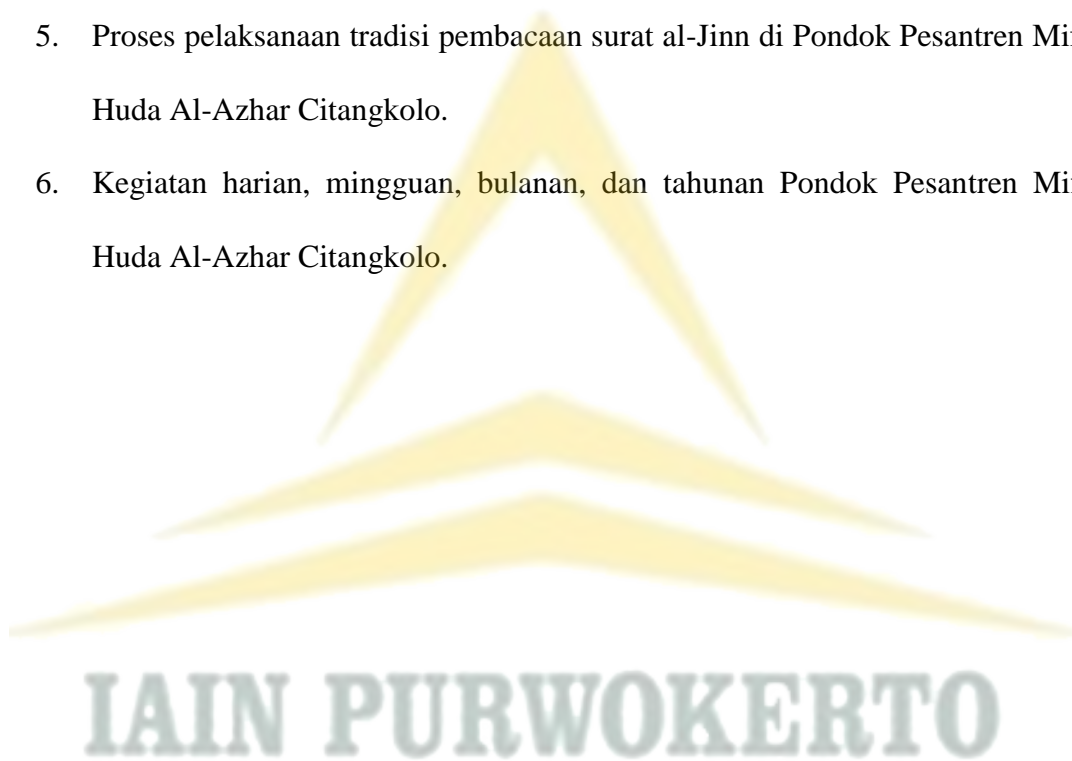 5. Proses pelaksanaan tradisi pembacaan surat al-Jinn di Pondok Pesantren
Huda Al-Azhar Citangkolo.
6. Kegiatan harian, mingguan, bulanan, dan tahunan Pondok Pesantren
Huda Al-Azhar Citangkolo.
IAIN PURWOKERTO